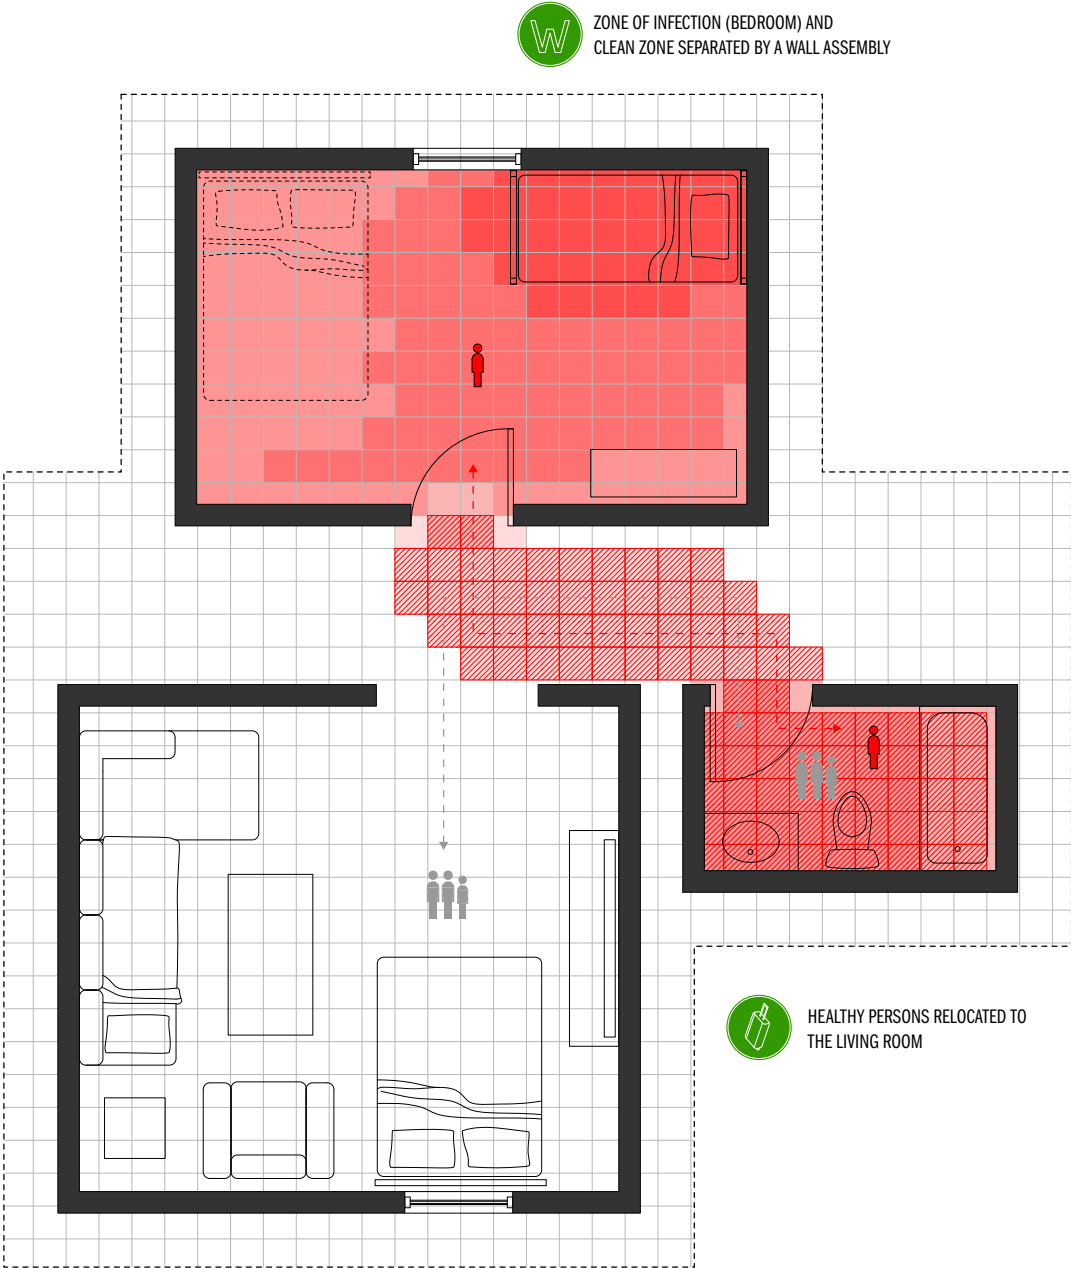 W
ZONE OF INFECTION (BEDROOM) AND
CLEAN ZONE SEPARATED BY A WALL ASSEMBLY
HEALTHY PERSONS RELOCATED TO
THE LIVING ROOM